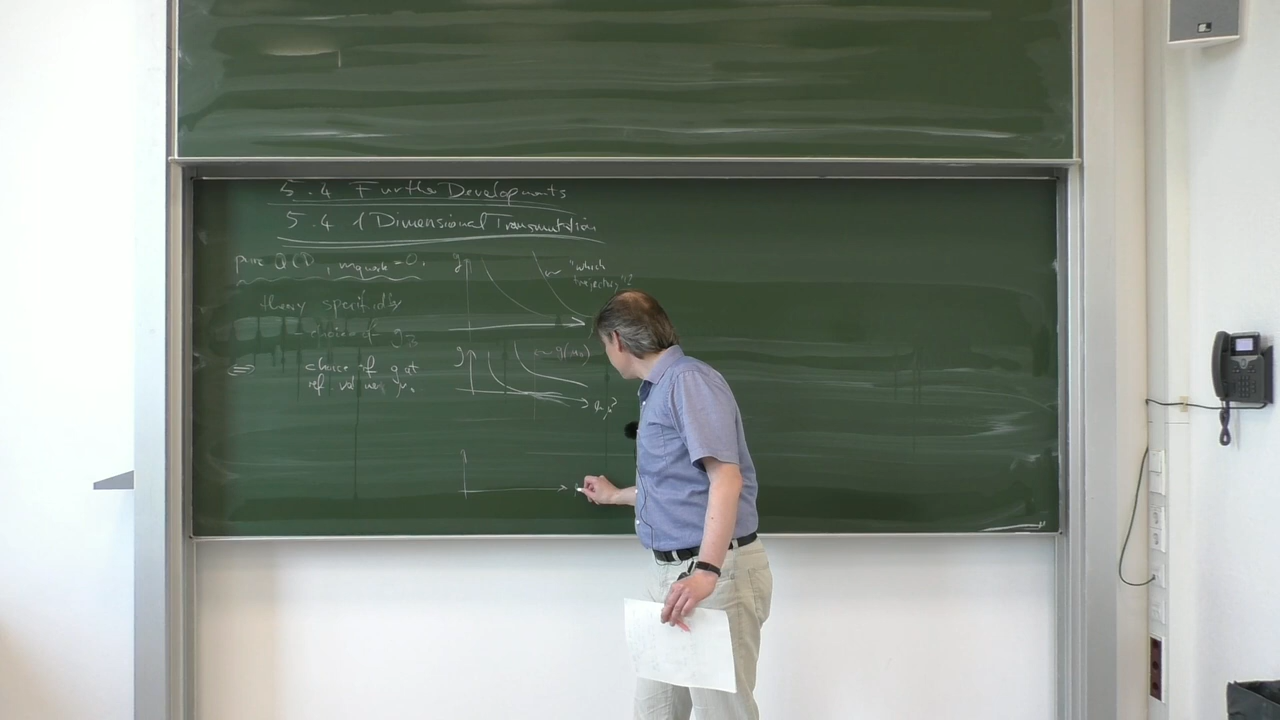 5.4 Further Developments
5.4.1 Dimensional Transmutation
pure QCD, mquark = 0.
theory specified by
- choice of g
⇔ choice of g at
ref value μ0
g
"which
trajectory"?
g
~ g(μ0)